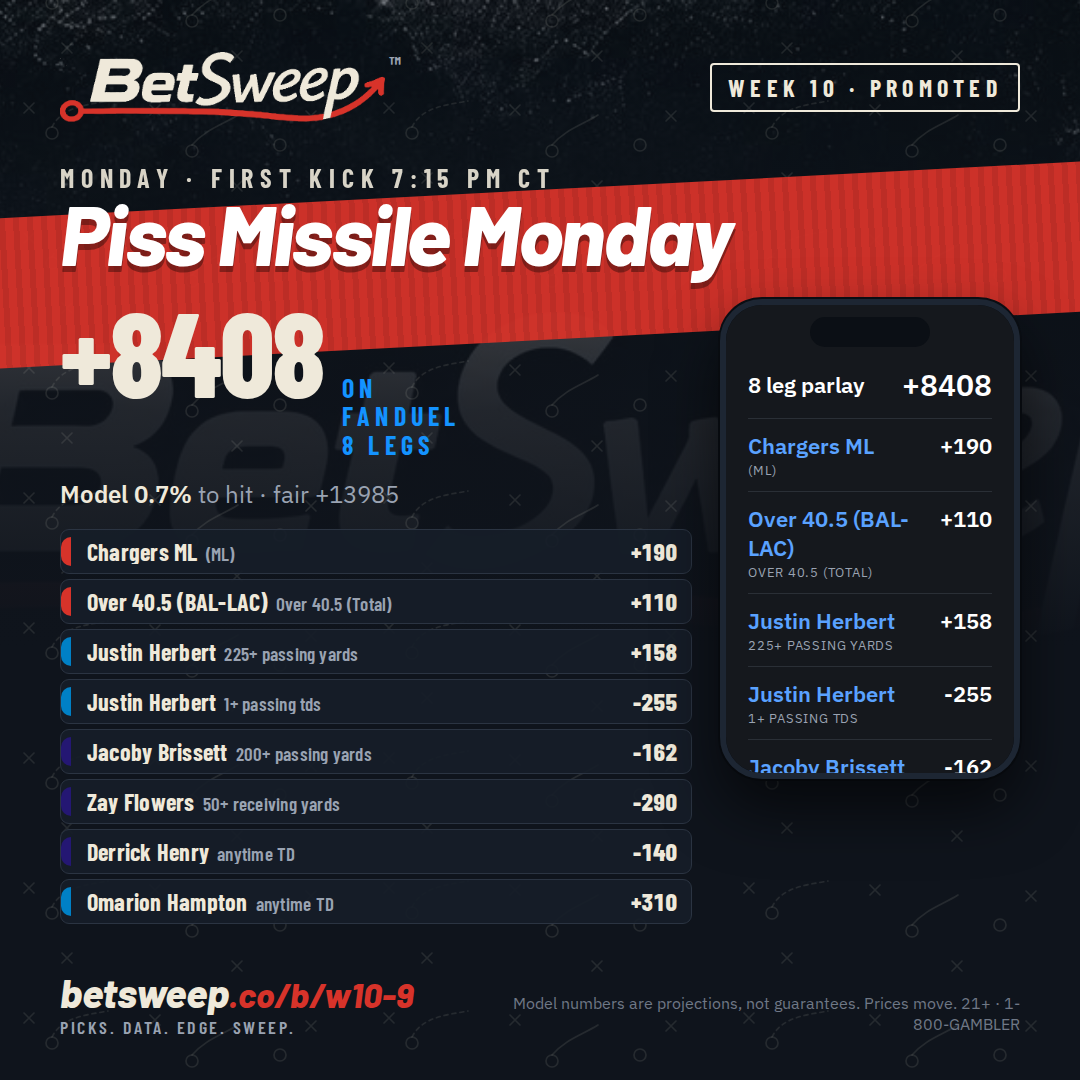 BetSweep™
WEEK 10 · PROMOTED
MONDAY · FIRST KICK 7:15 PM CT
Piss Missile Monday
+8408
ON
FANDUEL
8 LEGS
Model 0.7% to hit · fair +13985
Chargers ML (ML) +190
Over 40.5 (BAL-LAC) Over 40.5 (Total) +110
Justin Herbert 225+ passing yards +158
Justin Herbert 1+ passing tds -255
Jacoby Brissett 200+ passing yards -162
Zay Flowers 50+ receiving yards -290
Derrick Henry anytime TD -140
Omarion Hampton anytime TD +310
8 leg parlay +8408
Chargers ML +190
(ML)
Over 40.5 (BAL- +110
LAC)
OVER 40.5 (TOTAL)
Justin Herbert +158
225+ PASSING YARDS
Justin Herbert -255
1+ PASSING TDS
Jacoby Brissett -162
betsweep.co/b/w10-9
PICKS. DATA. EDGE. SWEEP.
Model numbers are projections, not guarantees. Prices move. 21+ · 1-
800-GAMBLER